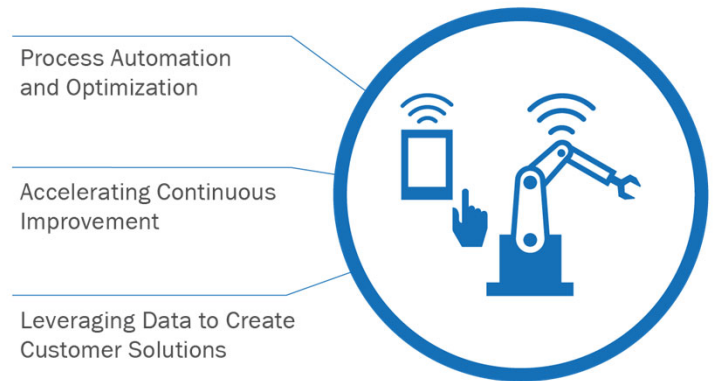 Process Automation
and Optimization
Accelerating Continuous
Improvement
Leveraging Data to Create
Customer Solutions